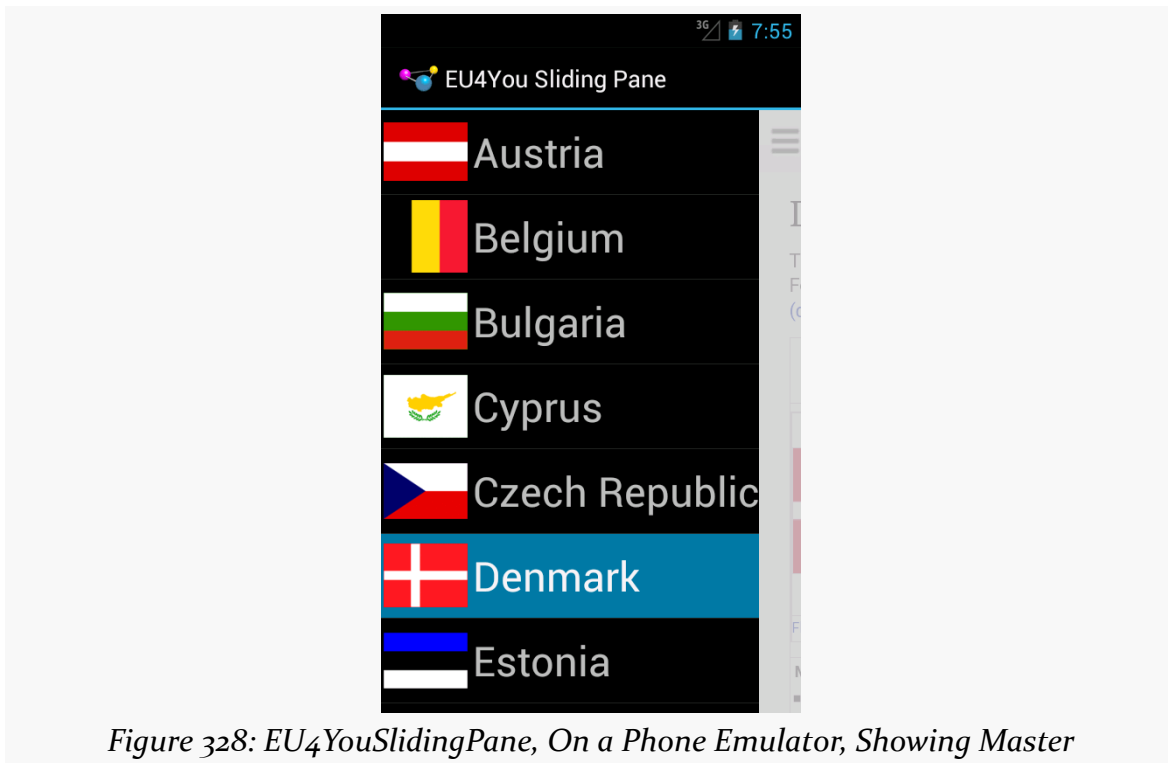 3G 7:55
EU4You Sliding Pane
Austria
Belgium
Bulgaria
Cyprus
Czech Republic
Denmark
Estonia
Figure 328: EU4YouSlidingPane, On a Phone Emulator, Showing Master